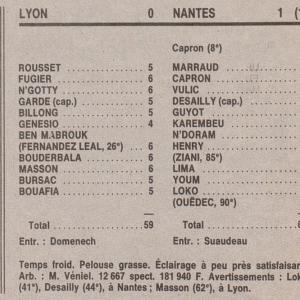 LYON 0 NANTES 1
Capron (8e)
ROUSSET ........ 5 MARRAUD ........
FUGIER ........ 6 CAPRON ........
N'GOTTY ........ 6 VULIC ........
GARDE (cap.) ..... 5 DESAILLY (cap.) .....
BILLONG ........ 5 GUYOT ........
GENESIO ........ 4 KAREMBEU ........
BEN MABROUK N'DORAM ........
(FERNANDEZ LEAL, 26e) . 6 HENRY ........
BOUDERBALA ...... 6 (ZIANI, 85e)
MASSON ........ 6 LIMA ........
BURSAC ........ 5 YOUM ........
BOUAFIA ........ 5 LOKO ........
(OUÉDEC, 90e)
Total ........ 59 Total ........
Entr. : Domenech Entr. : Suaudeau
Temps froid. Pelouse grasse. Éclairage à peu près satisfaisan
Arb. : M. Véniel. 12 667 spect. 181 940 F. Avertissements : Lok
(41e), Desailly (44e), à Nantes ; Masson (62e), à Lyon.